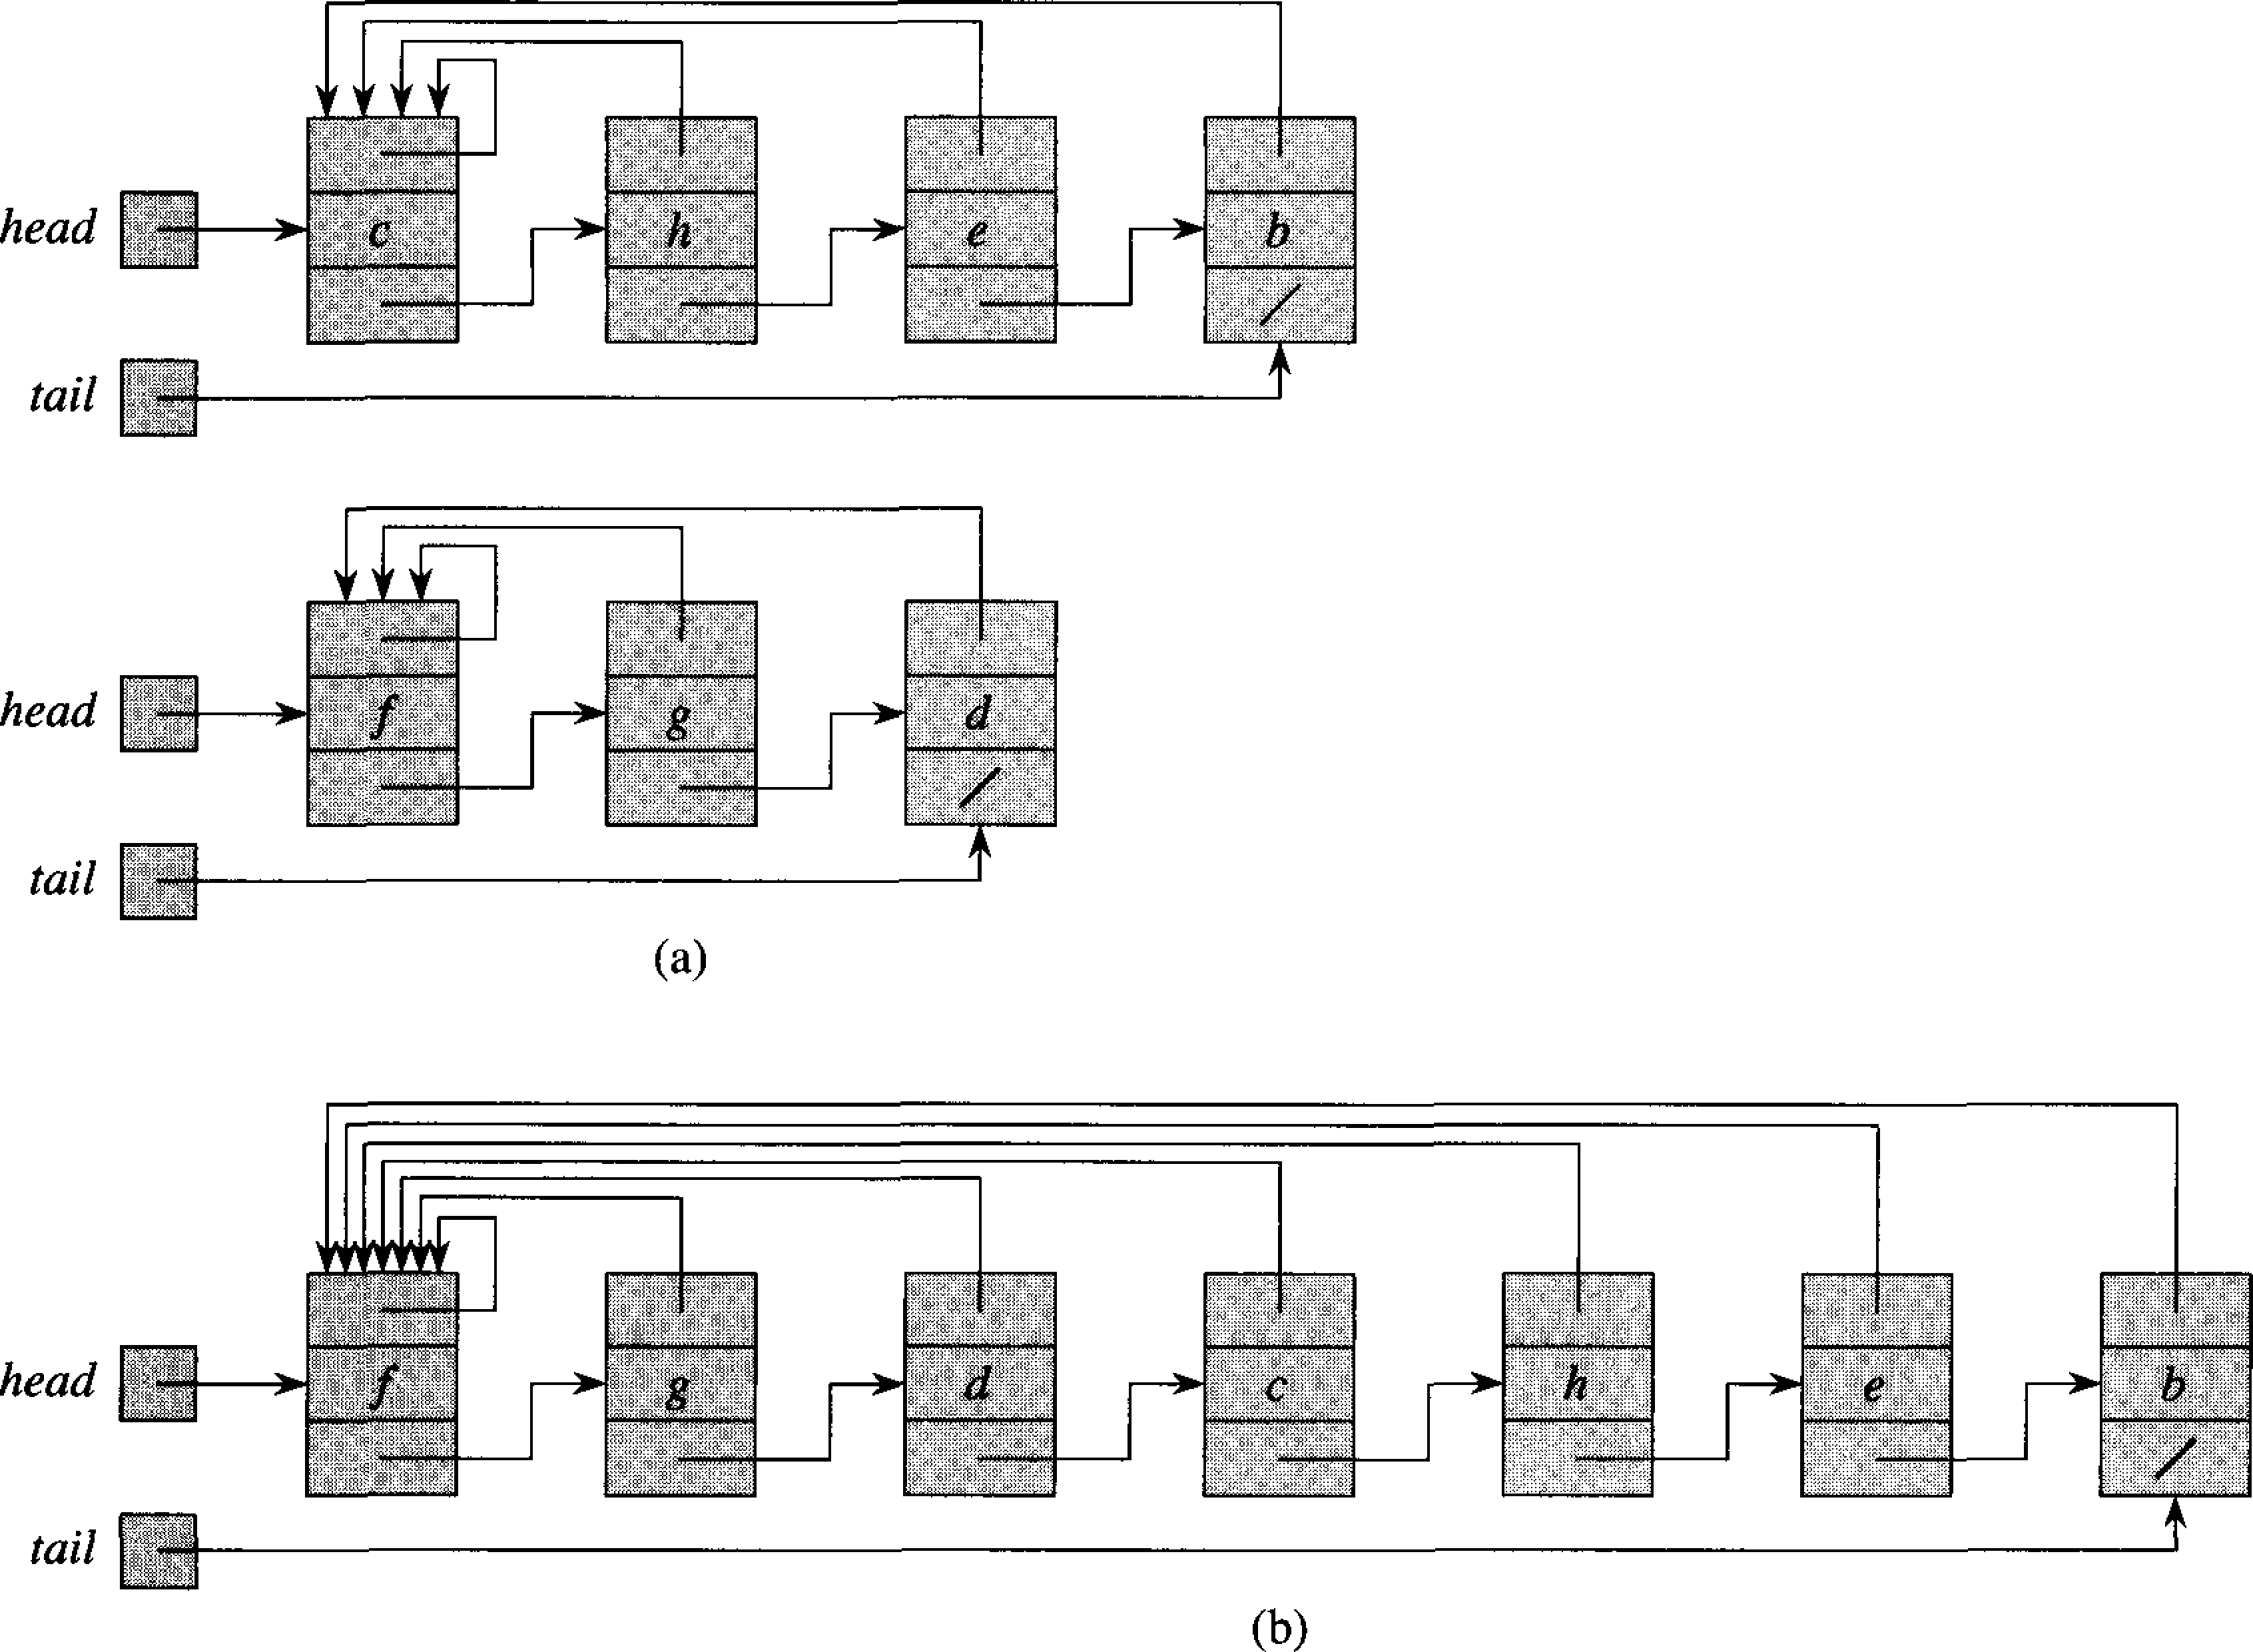 head c h e b
tail
head f g d
tail
(a)
head f g d c h e b
tail
(b)